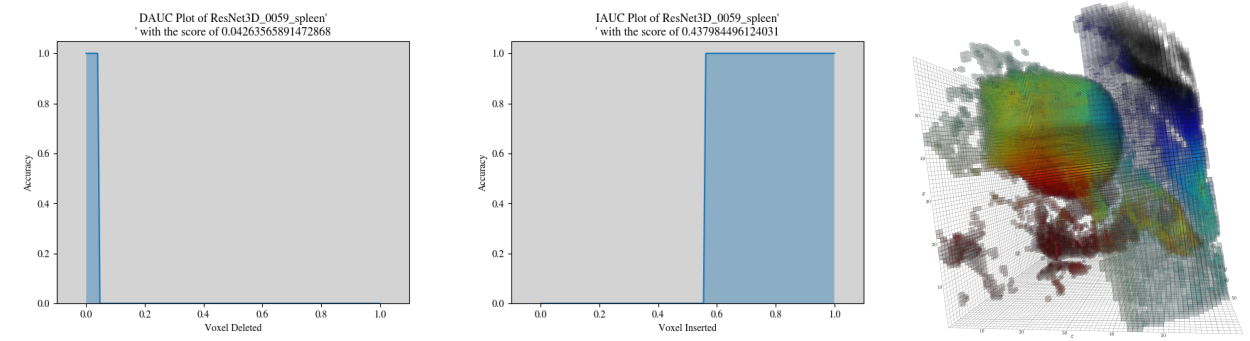 DAUC Plot of ResNet3D_0059_spleen'
' with the score of 0.04263565891472868
1.0
0.8
0.6
0.4
0.2
0.0
Accuracy
0.0 0.2 0.4 0.6 0.8 1.0
Voxel Deleted
IAUC Plot of ResNet3D_0059_spleen'
' with the score of 0.437984496124031
1.0
0.8
0.6
0.4
0.2
0.0
Accuracy
0.0 0.2 0.4 0.6 0.8 1.0
Voxel Inserted